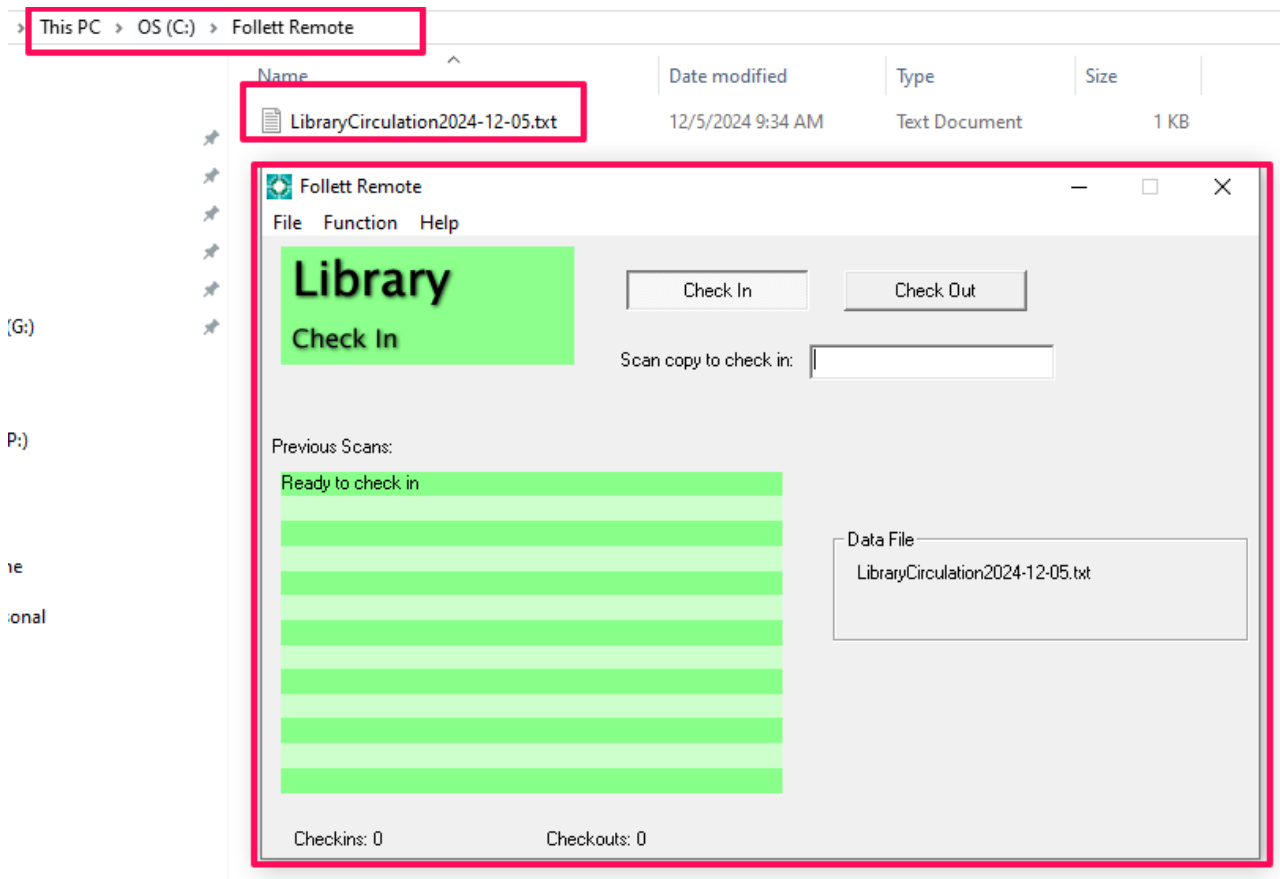 This PC > OS (C:) > Follett Remote
Name Date modified Type Size
LibraryCirculation2024-12-05.txt 12/5/2024 9:34 AM Text Document 1 KB
Follett Remote
File Function Help
Library
Check In
Check In Check Out
Scan copy to check in:
(G:)
P:)
Previous Scans:
Ready to check in
Data File
LibraryCirculation2024-12-05.txt
ne
sonal
Checkins: 0 Checkouts: 0